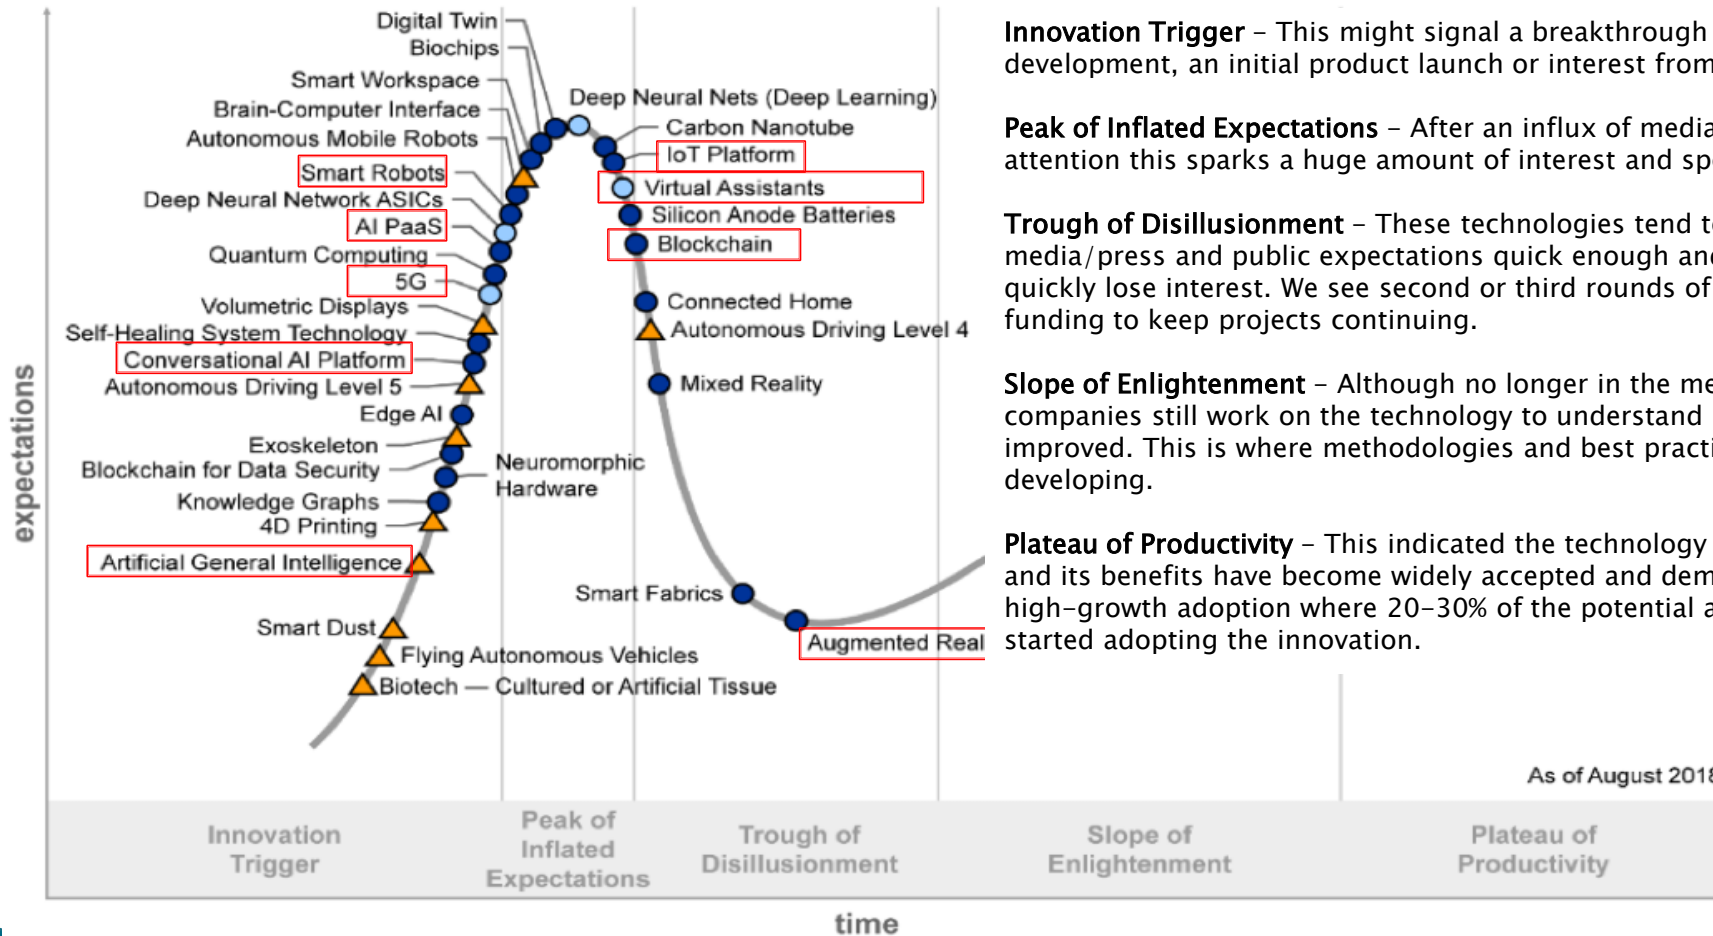 Digital Twin
Biochips
Smart Workspace
Brain-Computer Interface
Autonomous Mobile Robots
Smart Robots
Deep Neural Network ASICs
AI PaaS
Quantum Computing
5G
Volumetric Displays
Self-Healing System Technology
Conversational AI Platform
Autonomous Driving Level 5
Edge AI
Exoskeleton
Blockchain for Data Security
Neuromorphic
Hardware
Knowledge Graphs
4D Printing
Artificial General Intelligence
Smart Dust
Flying Autonomous Vehicles
Biotech — Cultured or Artificial Tissue
Deep Neural Nets (Deep Learning)
Carbon Nanotube
IoT Platform
Virtual Assistants
Silicon Anode Batteries
Blockchain
Connected Home
Autonomous Driving Level 4
Mixed Reality
Smart Fabrics
Augmented Real
Innovation Trigger – This might signal a breakthrough
development, an initial product launch or interest from
Peak of Inflated Expectations – After an influx of media
attention this sparks a huge amount of interest and sp
Trough of Disillusionment – These technologies tend t
media/press and public expectations quick enough an
quickly lose interest. We see second or third rounds of
funding to keep projects continuing.
Slope of Enlightenment – Although no longer in the me
companies still work on the technology to understand
improved. This is where methodologies and best practi
developing.
Plateau of Productivity – This indicated the technology
and its benefits have become widely accepted and dem
high-growth adoption where 20-30% of the potential a
started adopting the innovation.
As of August 2018
expectations
Innovation
Trigger
Peak of
Inflated
Expectations
Trough of
Disillusionment
Slope of
Enlightenment
Plateau of
Productivity
time